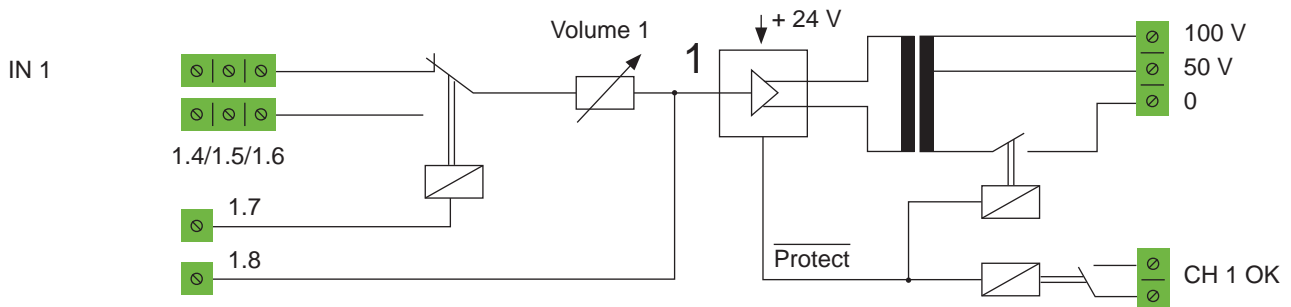 IN 1
1.4/1.5/1.6
1.7
1.8
Volume 1
1
+ 24 V
Protect
100 V
50 V
0
CH 1 OK